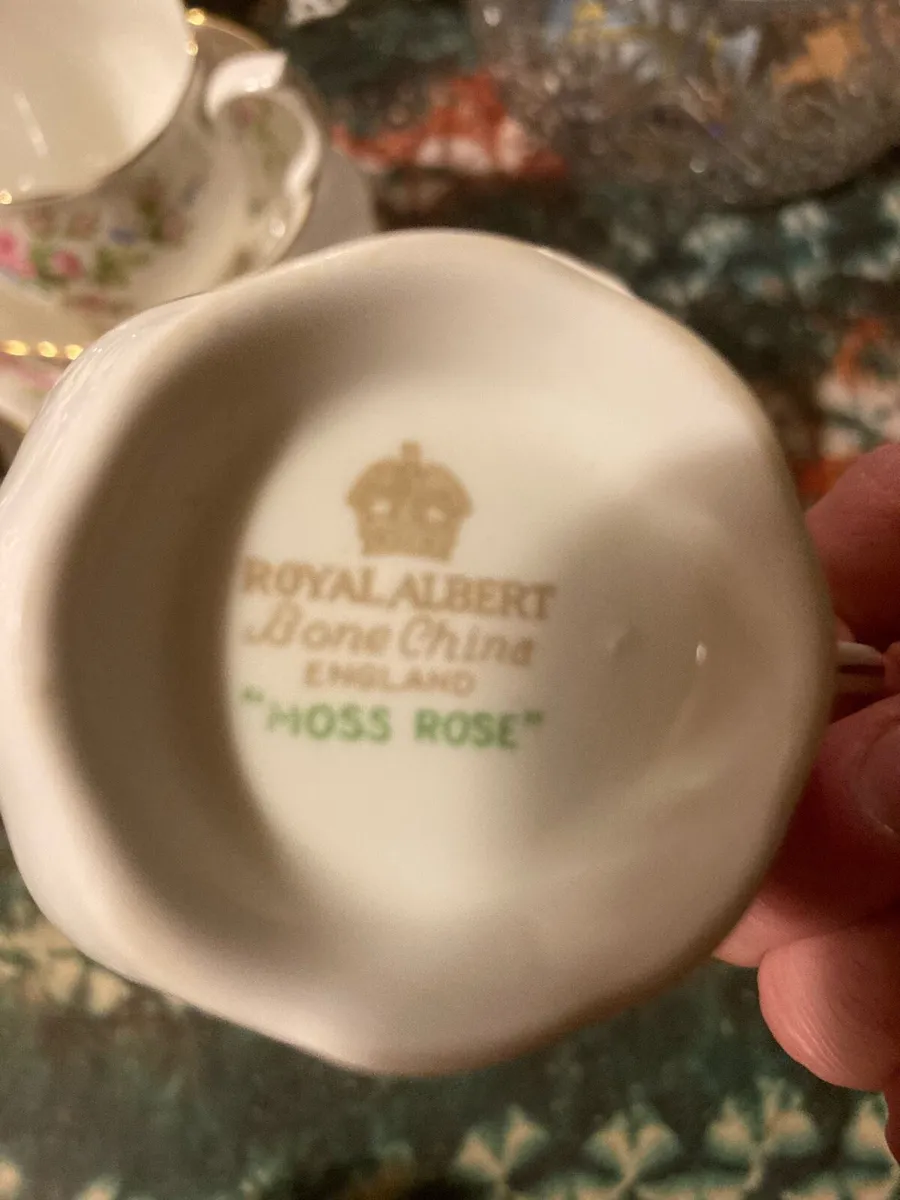 ROYAL ALBERT
Bone China
ENGLAND
"MOSS ROSE"